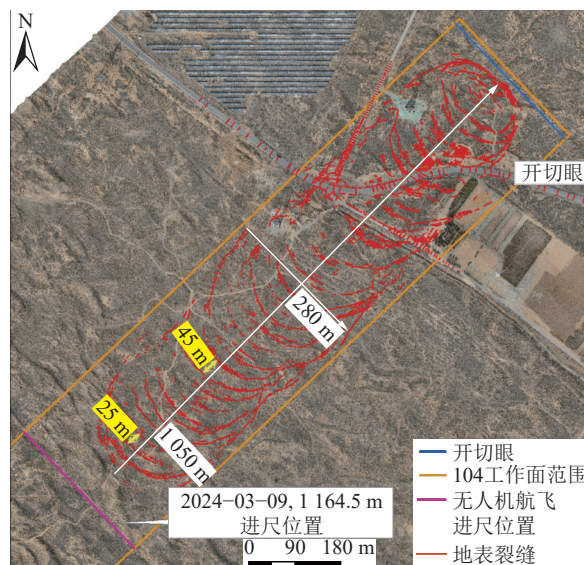 N
开切眼
280 m
45 m
25 m
1 050 m
2024-03-09, 1 164.5 m
进尺位置
0 90 180 m
开切眼
104工作面范围
无人机航飞
进尺位置
地表裂缝